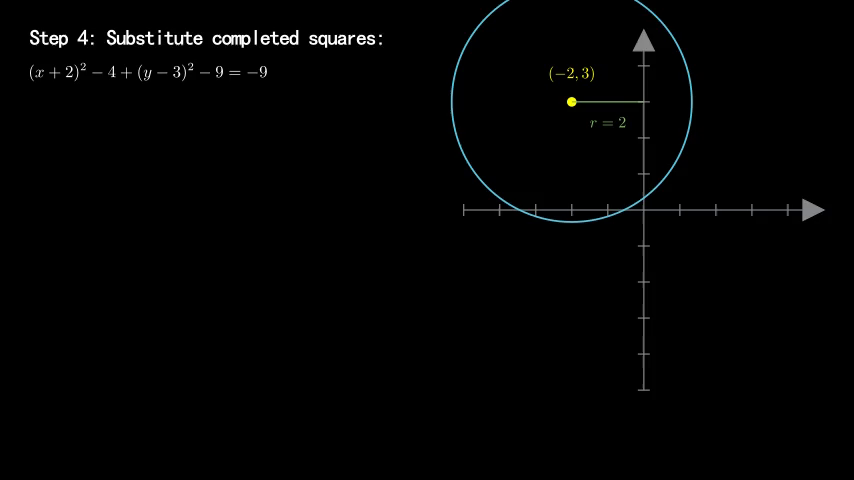 Step 4: Substitute completed squares:
(x + 2)² − 4 + (y − 3)² − 9 = −9
(−2, 3)
r = 2